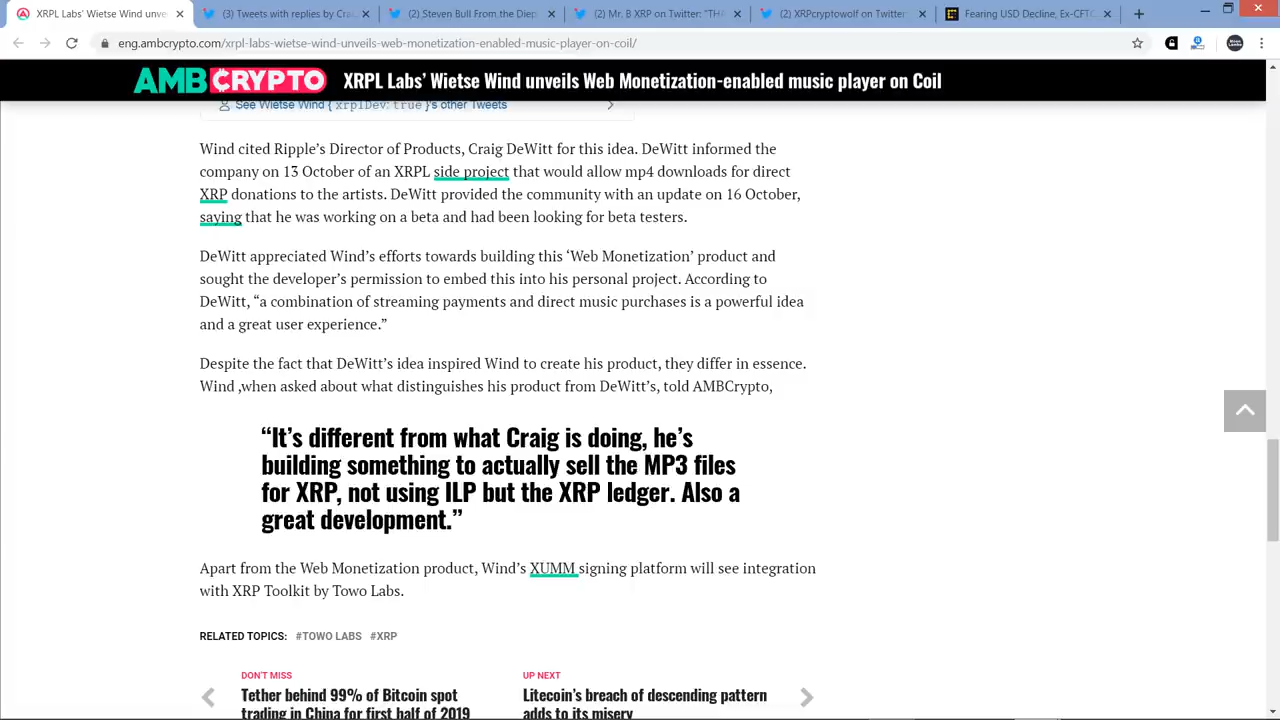 XRPL Labs' Wietse Wind unveil
(3) Tweets with replies by Cra
(2) Steven Bull From the Diep
(2) Mr. B XRP on Twitter: "THA
(2) XRPcryptowolf on Twitter
Fearing USD Decline, Ex-CFTC
eng.ambcrypto.com/xrpl-labs-wietse-wind-unveils-web-monetization-enabled-music-player-on-coil/
AMBCRYPTO
XRPL Labs' Wietse Wind unveils Web Monetization-enabled music player on Coil
See Wietse Wind { xrplDev: true }'s other Tweets
Wind cited Ripple's Director of Products, Craig DeWitt for this idea. DeWitt informed the
company on 13 October of an XRPL side project that would allow mp4 downloads for direct
XRP donations to the artists. DeWitt provided the community with an update on 16 October,
saying that he was working on a beta and had been looking for beta testers.
DeWitt appreciated Wind's efforts towards building this ‘Web Monetization’ product and
sought the developer's permission to embed this into his personal project. According to
DeWitt, “a combination of streaming payments and direct music purchases is a powerful idea
and a great user experience.”
Despite the fact that DeWitt's idea inspired Wind to create his product, they differ in essence.
Wind ,when asked about what distinguishes his product from DeWitt's, told AMBCrypto,
“It's different from what Craig is doing, he's
building something to actually sell the MP3 files
for XRP, not using ILP but the XRP ledger. Also a
great development.”
Apart from the Web Monetization product, Wind's XUMM signing platform will see integration
with XRP Toolkit by Towo Labs.
RELATED TOPICS: #TOWO LABS #XRP
DON'T MISS
Tether behind 99% of Bitcoin spot
trading in China for first half of 2019
UP NEXT
Litecoin's breach of descending pattern
adds to its misery